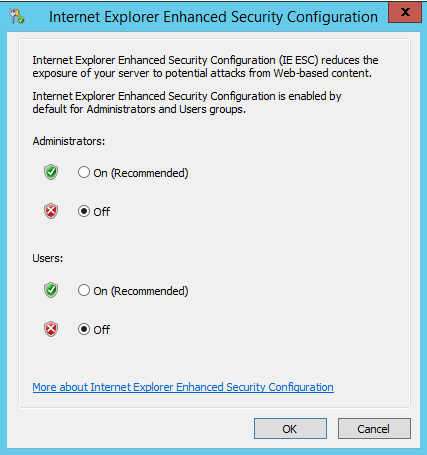 Internet Explorer Enhanced Security Configuration
x
Internet Explorer Enhanced Security Configuration (IE ESC) reduces the
exposure of your server to potential attacks from Web-based content.
Internet Explorer Enhanced Security Configuration is enabled by
default for Administrators and Users groups.
Administrators:
On (Recommended)
Off
Users:
On (Recommended)
Off
More about Internet Explorer Enhanced Security Configuration
OK
Cancel